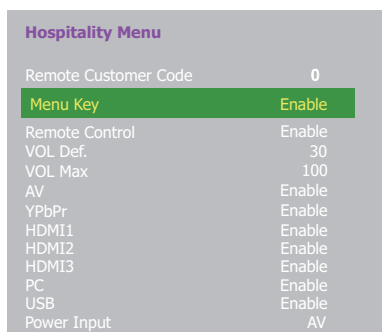 Hospitality Menu
Remote Customer Code 0
Menu Key Enable
Remote Control Enable
VOL Def. 30
VOL Max 100
AV Enable
YPbPr Enable
HDMI1 Enable
HDMI2 Enable
HDMI3 Enable
PC Enable
USB Enable
Power Input AV